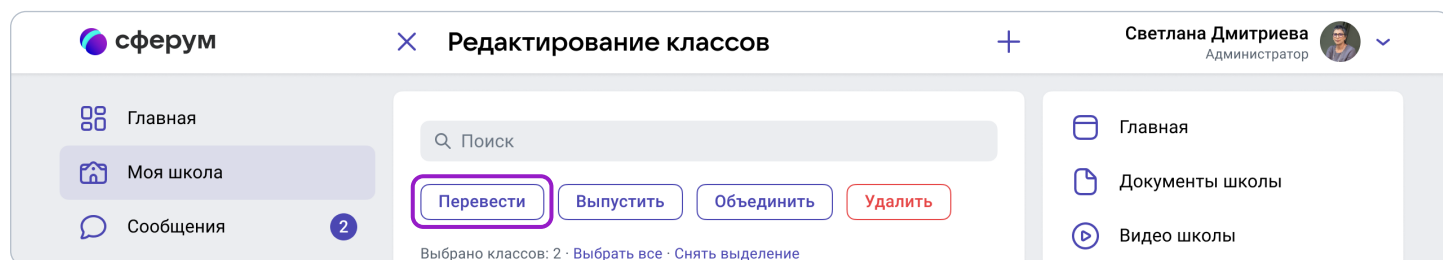 сферум
Редактирование классов
Светлана Дмитриева
Администратор
Главная
Моя школа
Сообщения
2
Поиск
Перевести
Выпустить
Объединить
Удалить
Выбрано классов: 2 · Выбрать все · Снять выделение
Главная
Документы школы
Видео школы